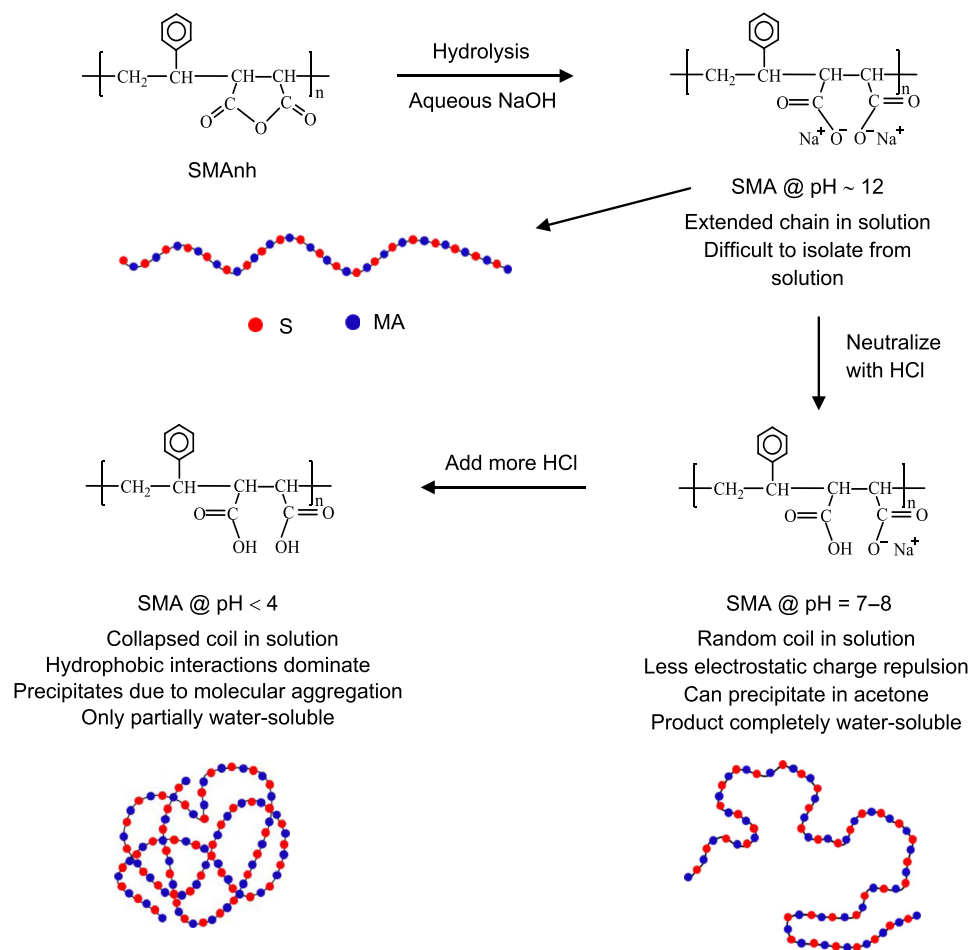 CH₂
CH
n
O
O
O
SMAnh
Hydrolysis
Aqueous NaOH
CH₂
CH
CH
CH
n
O
C
C
O
Na⁺ O⁻ O⁻ Na⁺
SMA @ pH ~ 12
Extended chain in solution
Difficult to isolate from
solution
S
MA
Neutralize
with HCl
CH₂
CH
CH
CH
n
O
C
C
O
OH
O⁻ Na⁺
SMA @ pH = 7–8
Random coil in solution
Less electrostatic charge repulsion
Can precipitate in acetone
Product completely water-soluble
Add more HCl
CH₂
CH
CH
CH
n
O
C
C
O
OH
OH
SMA @ pH < 4
Collapsed coil in solution
Hydrophobic interactions dominate
Precipitates due to molecular aggregation
Only partially water-soluble